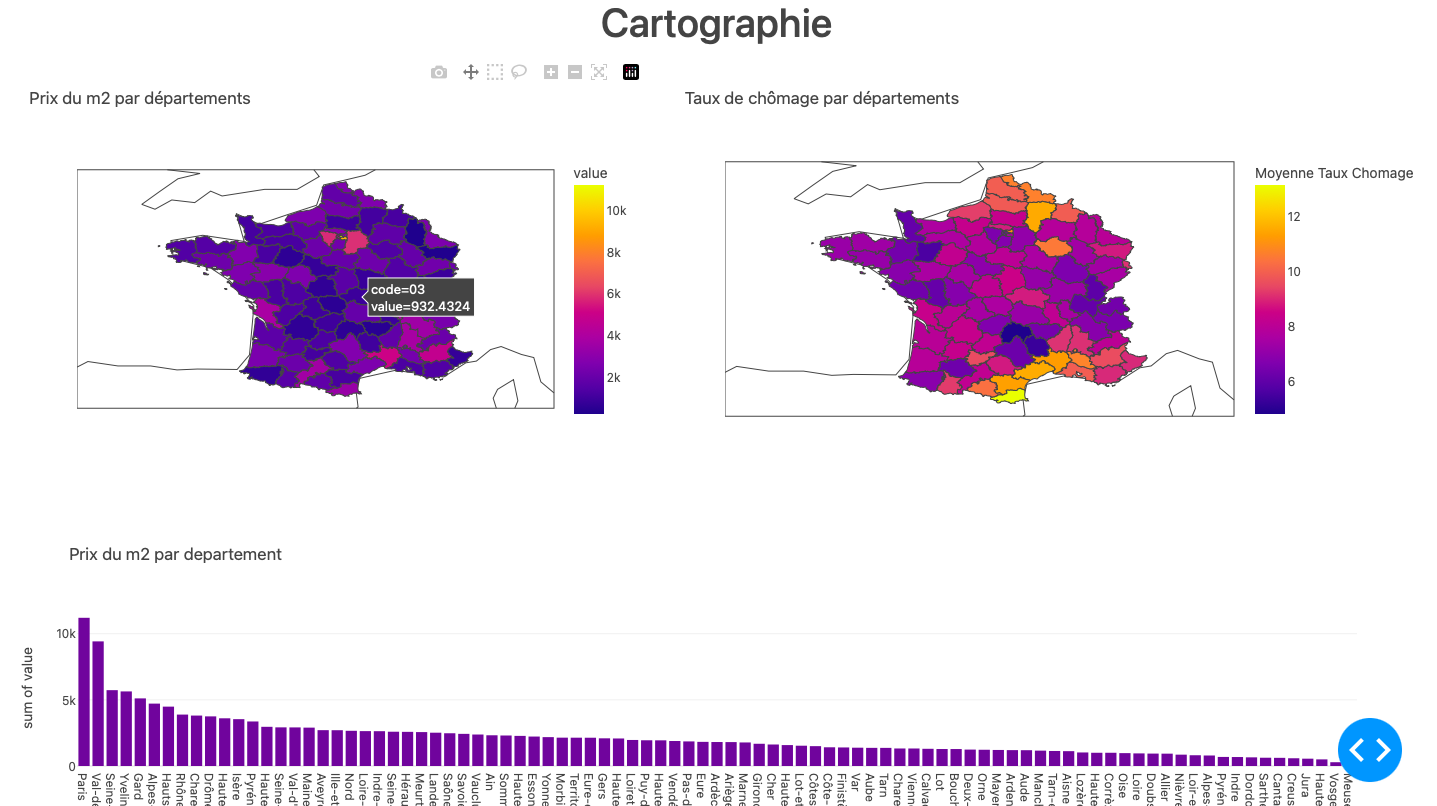 Cartographie
Prix du m2 par départements
Taux de chômage par départements
value
10k
8k
6k
4k
2k
code=03
value=932.4324
Moyenne Taux Chomage
12
10
8
6
Prix du m2 par departement
sum of value
10k
5k
0
Paris
Val-de
Seine-
Yvelin
Gard
Alpes
Hauts
Rhône
Chare
Drôme
Haute
Isère
Pyrén
Haute
Seine-
Val-d'
Maine
Aveyr
Ille-et
Nord
Loire-
Indre-
Seine-
Hérau
Meurt
Lande
Saône
Savoi
Vaucl
Ain
Somm
Haute
Esson
Yonne
Morbi
Territ
Eure-
Gers
Haute
Loiret
Puy-d
Haute
Vendé
Pas-d
Eure
Ardèc
Ariège
Marne
Girond
Cher
Haute
Lot-et
Côtes
Côte-
Finist
Var
Aube
Tarn
Chare
Vienn
Calva
Lot
Bouch
Deux-
Orne
Mayer
Arden
Aude
Manch
Tarn-e
Aisne
Lozèr
Haute
Corrè
Oise
Loire
Doub
Allier
Nièvre
Loir-e
Alpes
Pyrén
Indre
Dordo
Sarth
Canta
Creus
Jura
Haute
Vosge
Meus